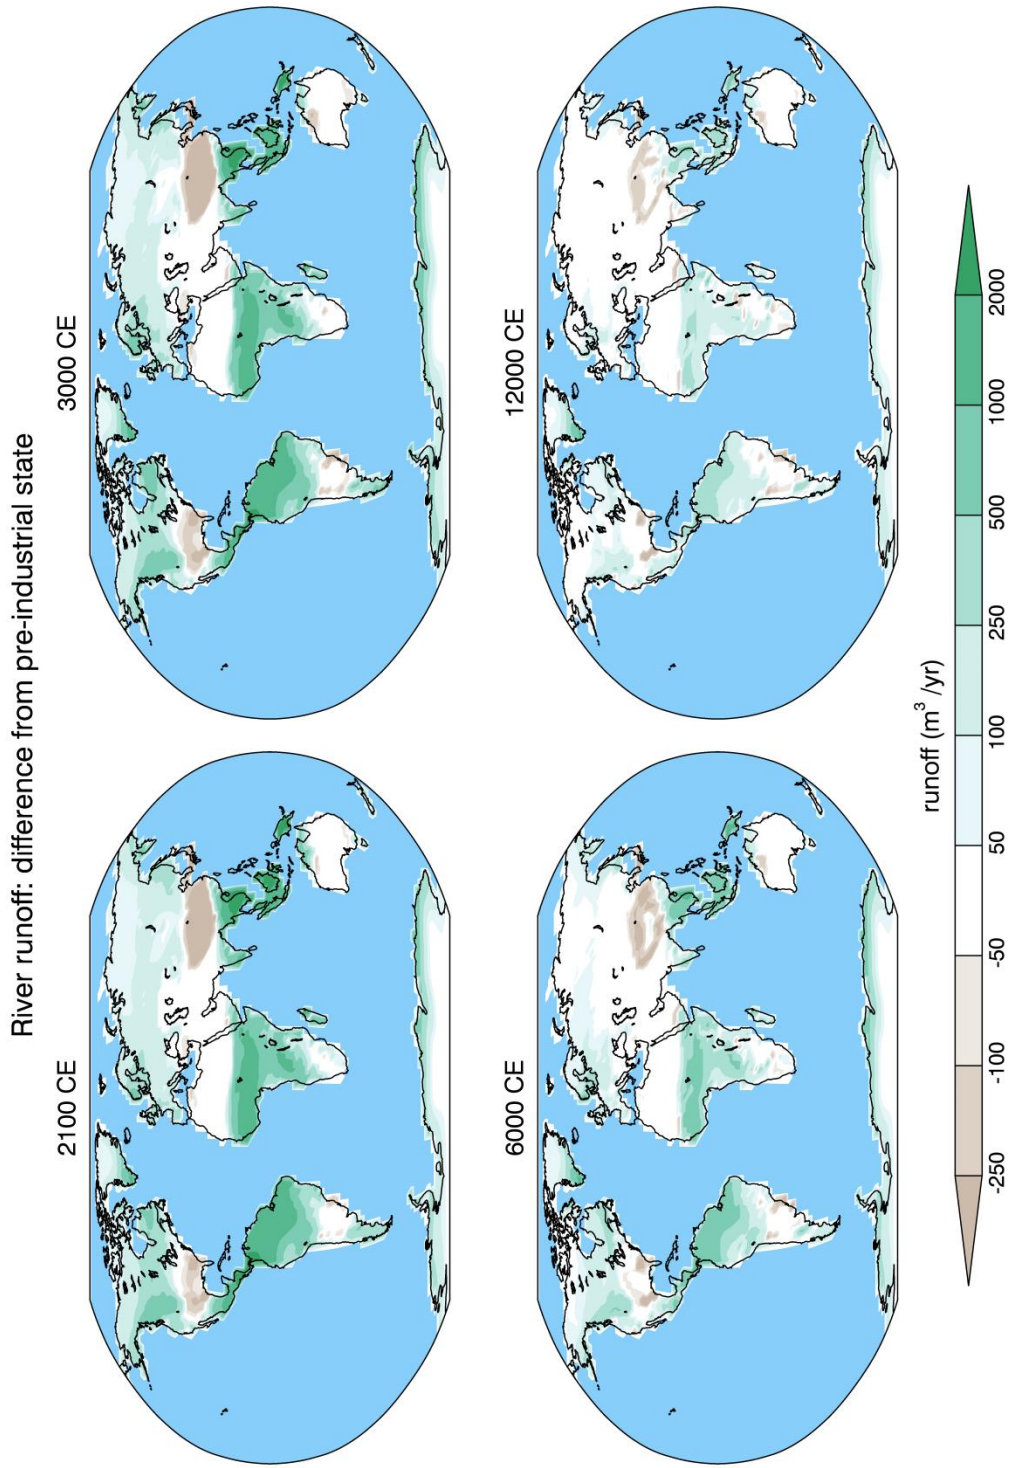 River runoff: difference from pre-industrial state
2100 CE
3000 CE
6000 CE
12000 CE
runoff (m³ /yr)
-250 -100 -50 50 100 250 500 1000 2000